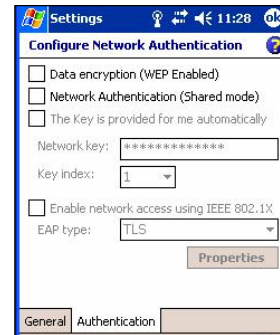 Settings 11:28 ok
Configure Network Authentication ?
Data encryption (WEP Enabled)
Network Authentication (Shared mode)
The Key is provided for me automatically
Network key: *************
Key index: 1
Enable network access using IEEE 802.1X
EAP type: TLS
Properties
General Authentication